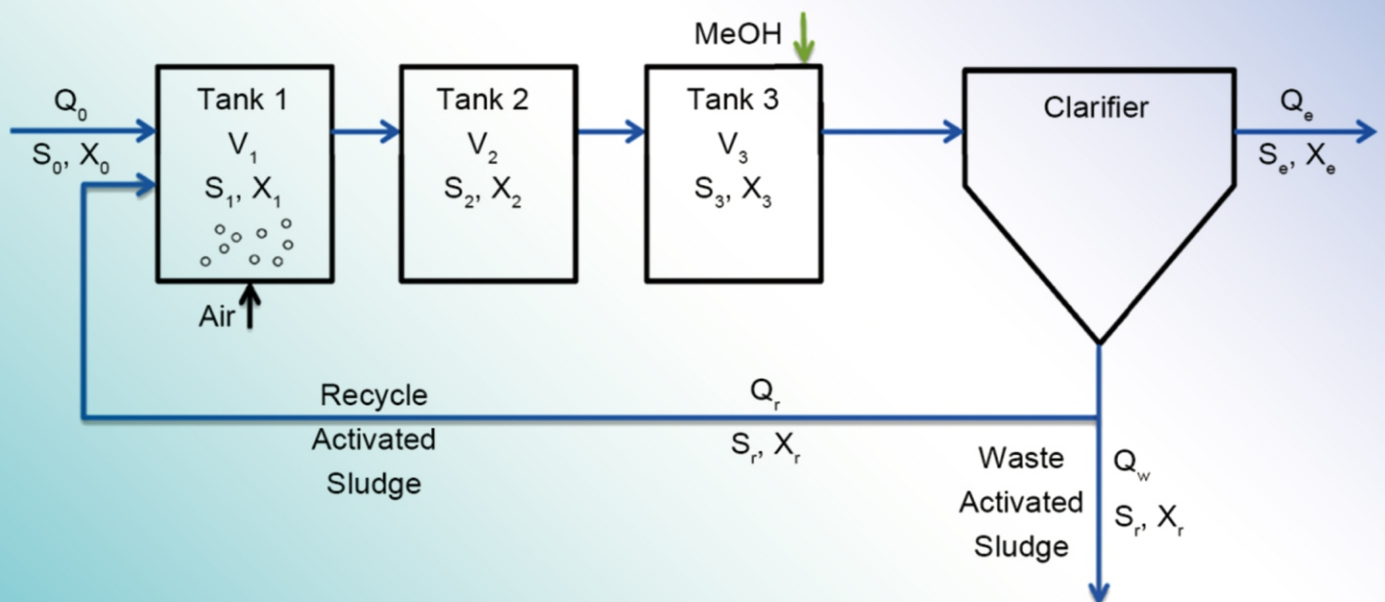 MeOH
Q₀
S₀, X₀
Tank 1
V₁
S₁, X₁
Air
Tank 2
V₂
S₂, X₂
Tank 3
V₃
S₃, X₃
Clarifier
Qₑ
Sₑ, Xₑ
Recycle
Activated
Sludge
Qᵣ
Sᵣ, Xᵣ
Waste
Activated
Sludge
Q_w
Sᵣ, Xᵣ